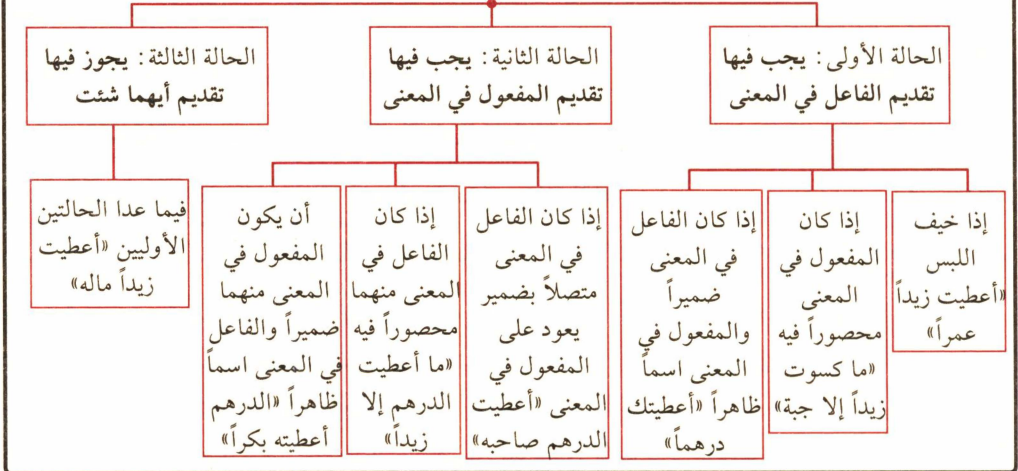 الحالة الأولى: يجب فيها
تقديم الفاعل في المعنى
الحالة الثانية: يجب فيها
تقديم المفعول في المعنى
الحالة الثالثة: يجوز فيها
تقديم أيهما شئت
إذا خيف
اللبس
«أعطيت زيداً
عمراً»
إذا كان
المفعول في
المعنى
محصوراً فيه
«ما كسوت
زيداً إلا جبة»
إذا كان الفاعل
في المعنى
ضميراً
والمفعول في
المعنى اسماً
ظاهراً «أعطيتك
درهماً»
إذا كان الفاعل
في المعنى
متصلاً بضمير
يعود على
المفعول في
المعنى «أعطيت
الدرهم صاحبه»
إذا كان
الفاعل في
المعنى منهما
محصوراً فيه
«ما أعطيت
الدرهم إلا
زيداً»
أن يكون
المفعول في
المعنى منهما
ضميراً والفاعل
في المعنى اسماً
ظاهراً «الدرهم
أعطيته بكراً»
فيما عدا الحالتين
الأوليين «أعطيت
زيداً ماله»